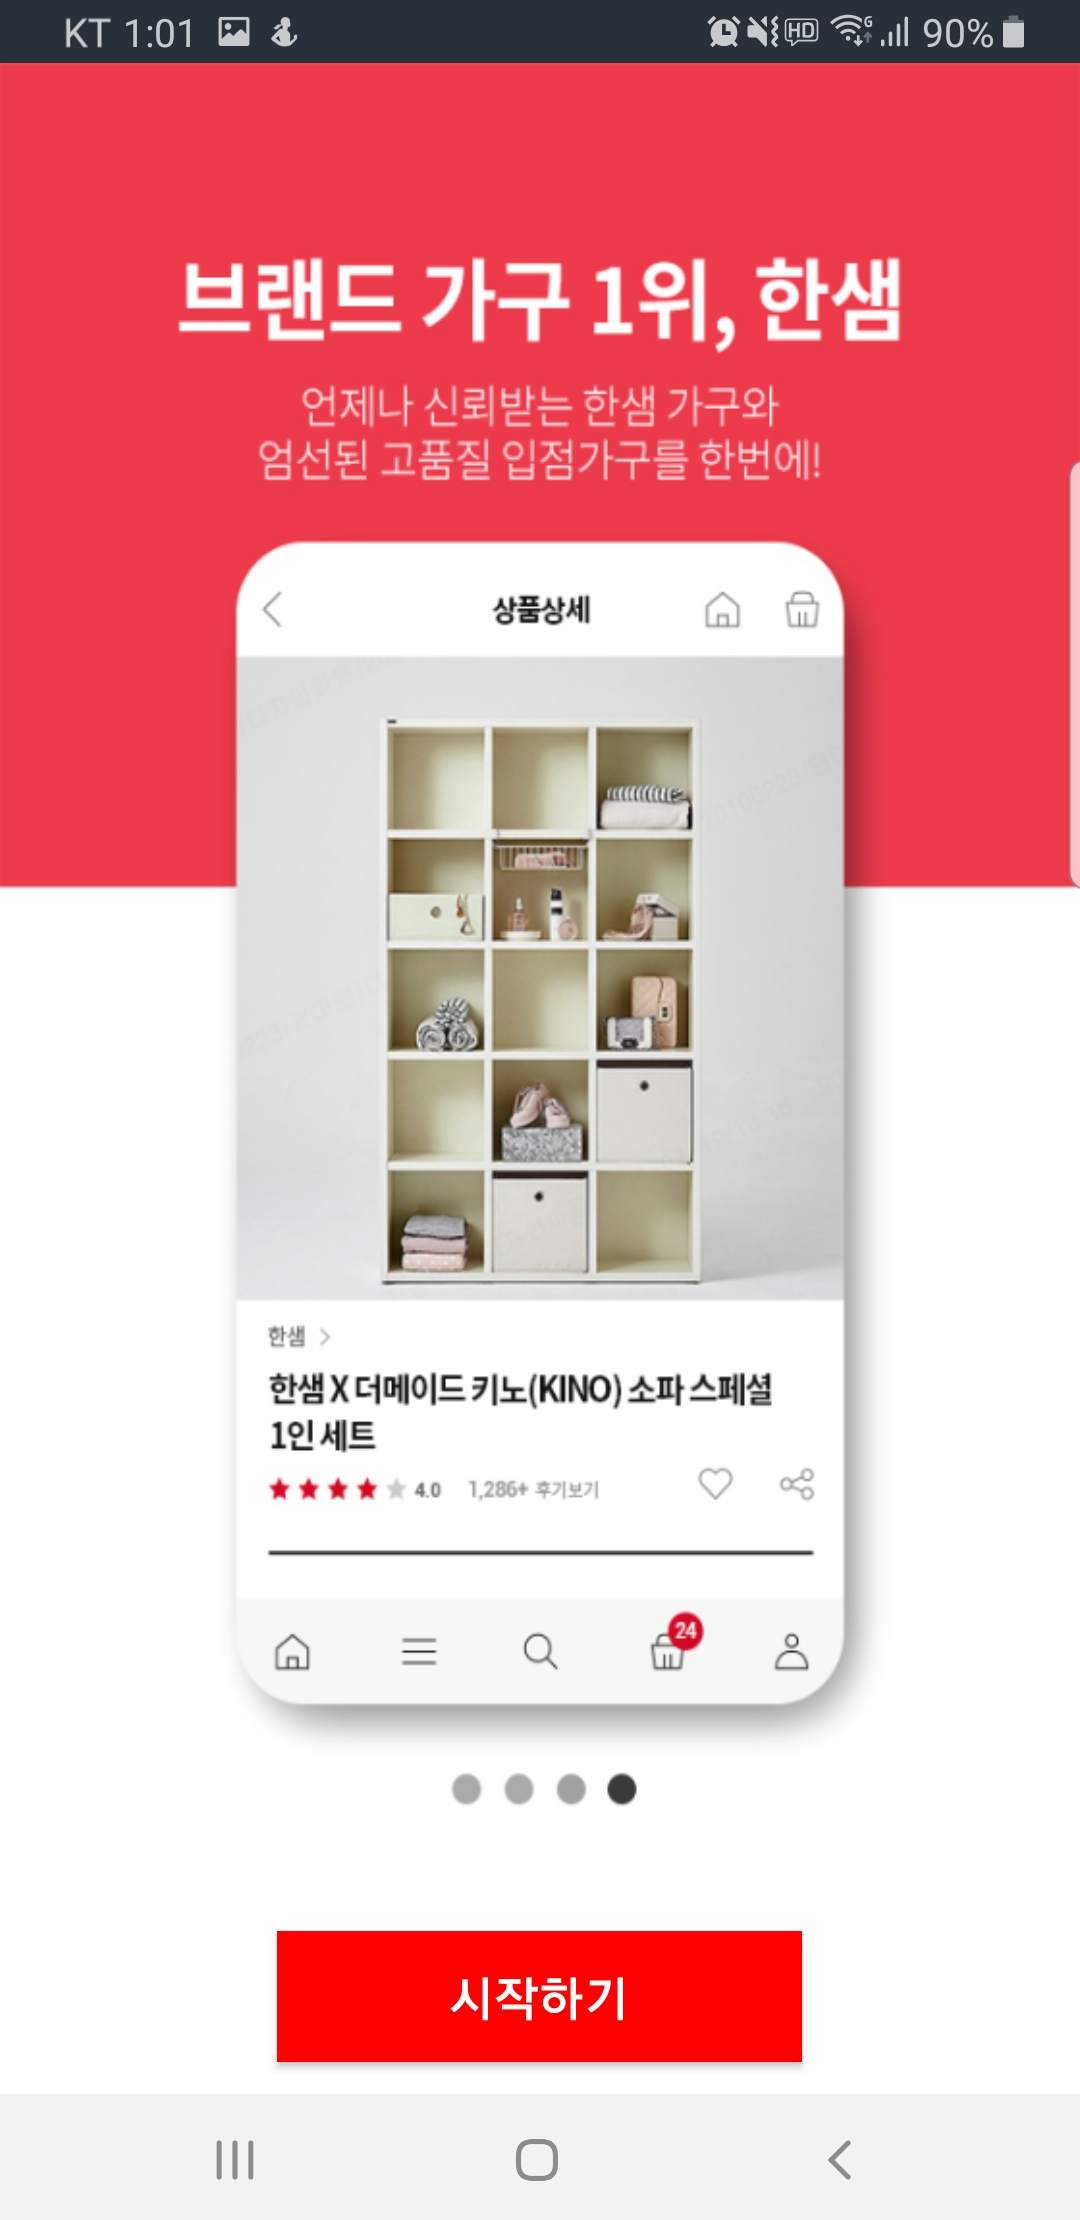 KT 1:01 HD G 90%
브랜드 가구 1위, 한샘
언제나 신뢰받는 한샘 가구와
엄선된 고품질 입점가구를 한번에!
상품상세
한샘
한샘 X 더메이드 키노(KINO) 소파 스페셜
1인 세트
4.0 1,286+ 후기보기
24
시작하기